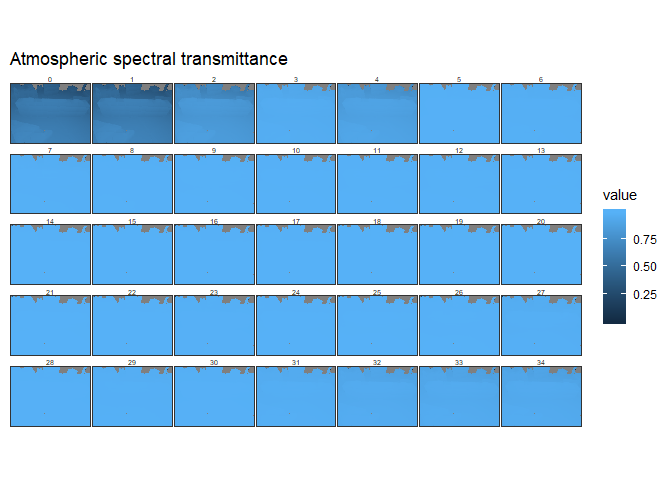 Atmospheric spectral transmittance
0 1 2 3 4 5 6
7 8 9 10 11 12 13
value
0.75
14 15 16 17 18 19 20
0.50
0.25
21 22 23 24 25 26 27
28 29 30 31 32 33 34